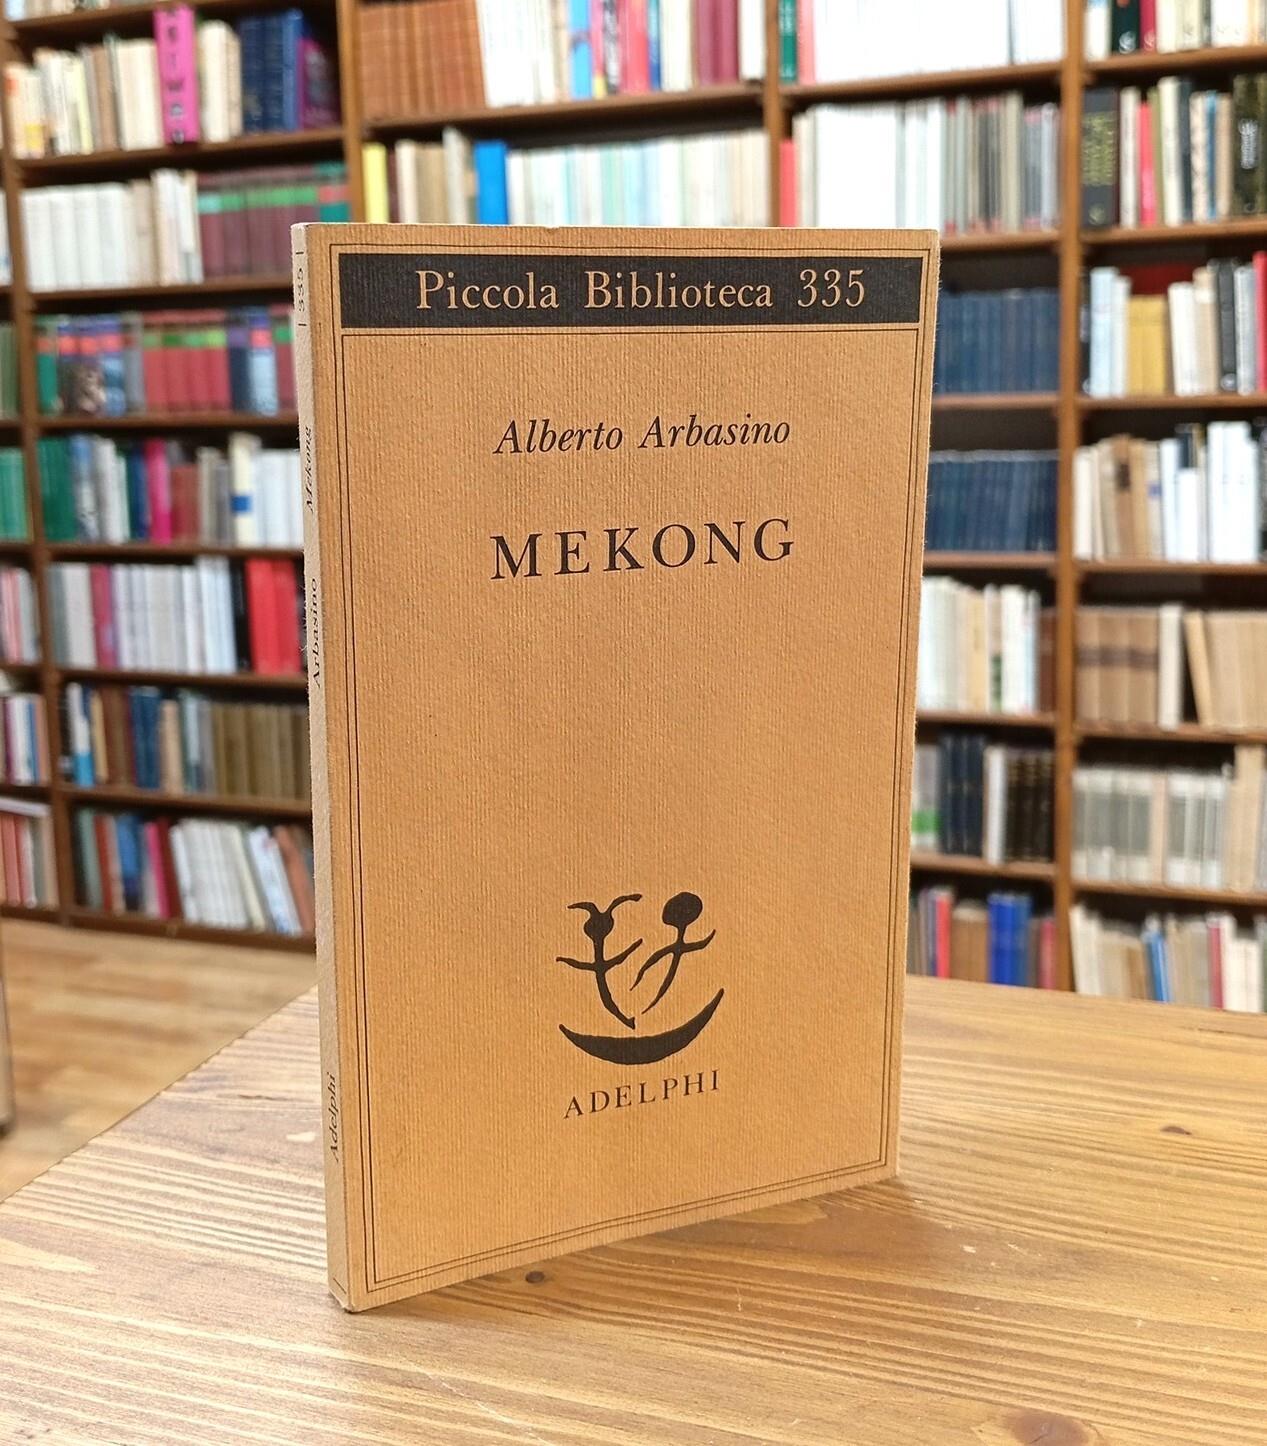 Piccola Biblioteca 335
Alberto Arbasino
MEKONG
ADELPHI
335
Mekong
Arbasino
Adelphi